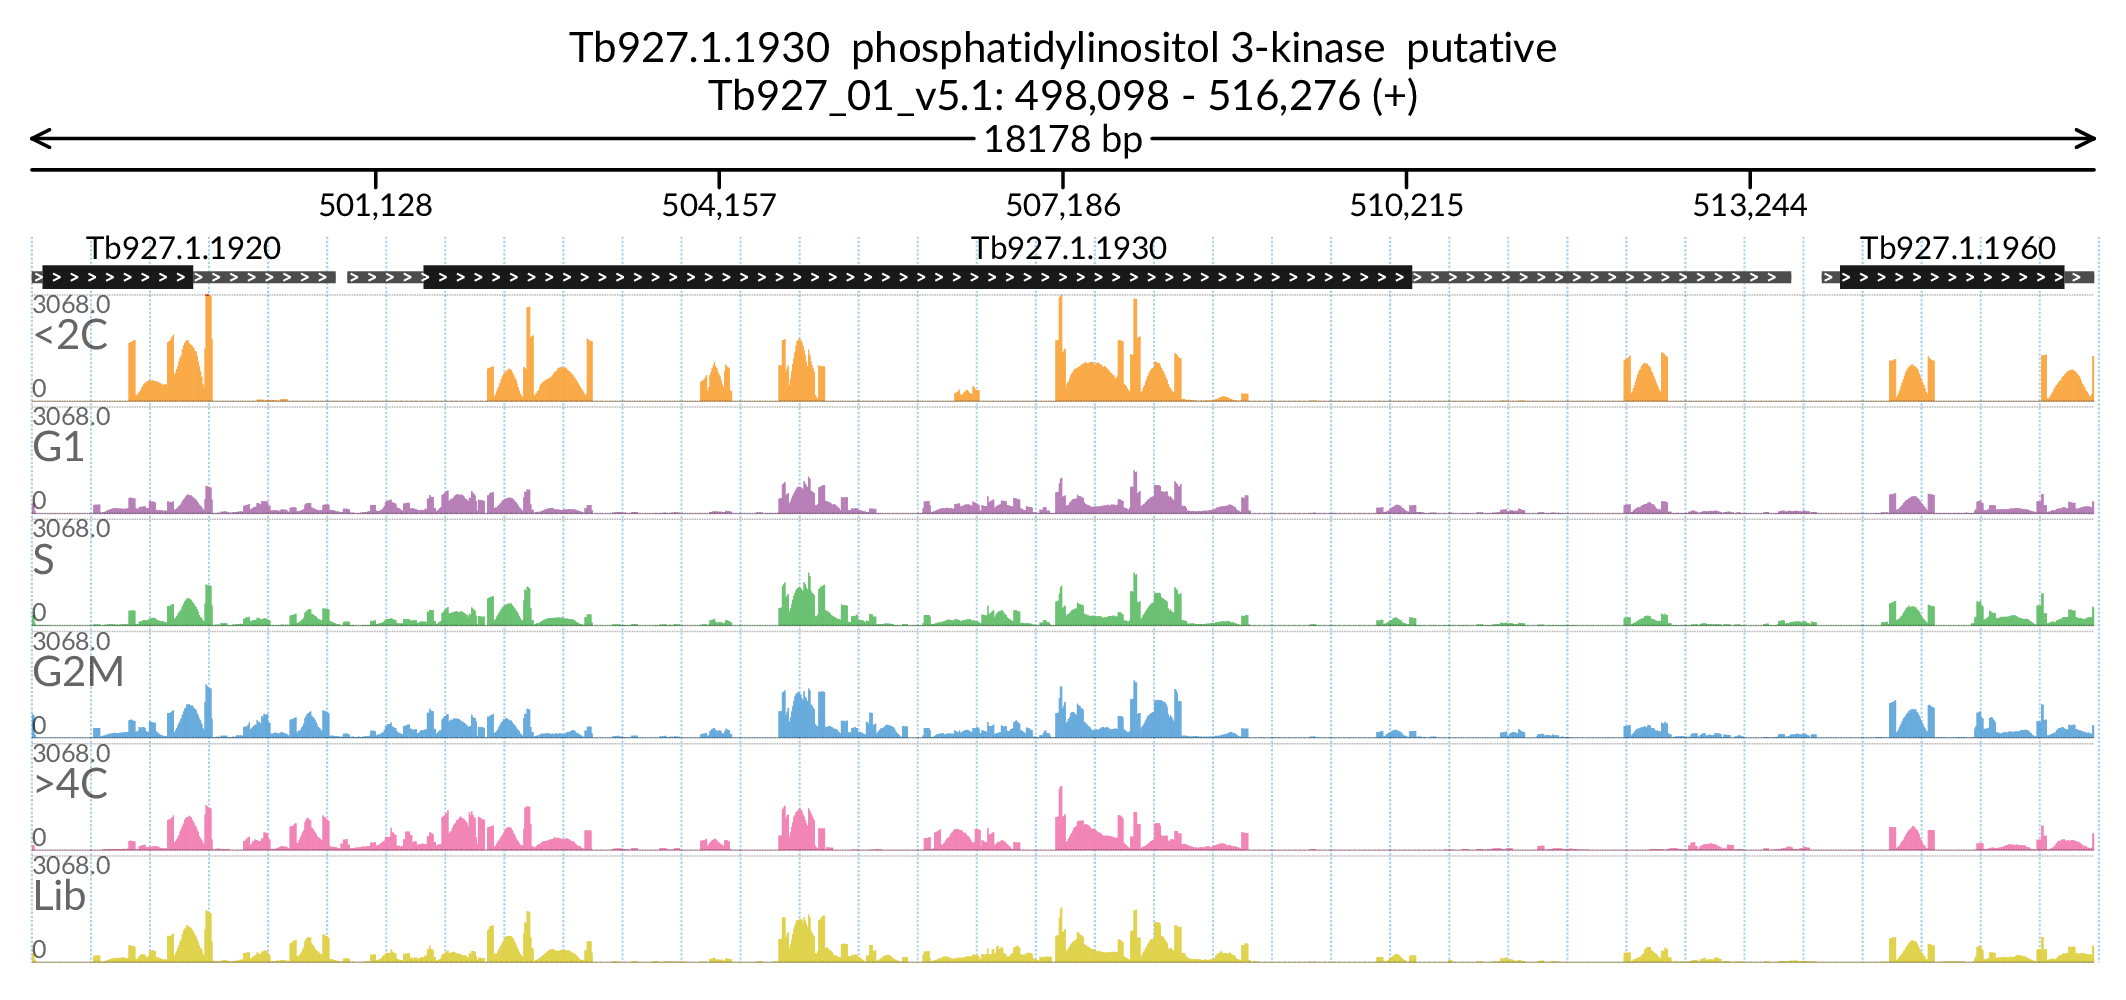 Tb927.1.1930 phosphatidylinositol 3-kinase putative
Tb927_01_v5.1: 498,098 - 516,276 (+)
18178 bp
501,128 504,157 507,186 510,215 513,244
Tb927.1.1920 Tb927.1.1930 Tb927.1.1960
3068.0
<2C
0
3068.0
G1
0
3068.0
S
0
3068.0
G2M
0
3068.0
>4C
0
3068.0
Lib
0